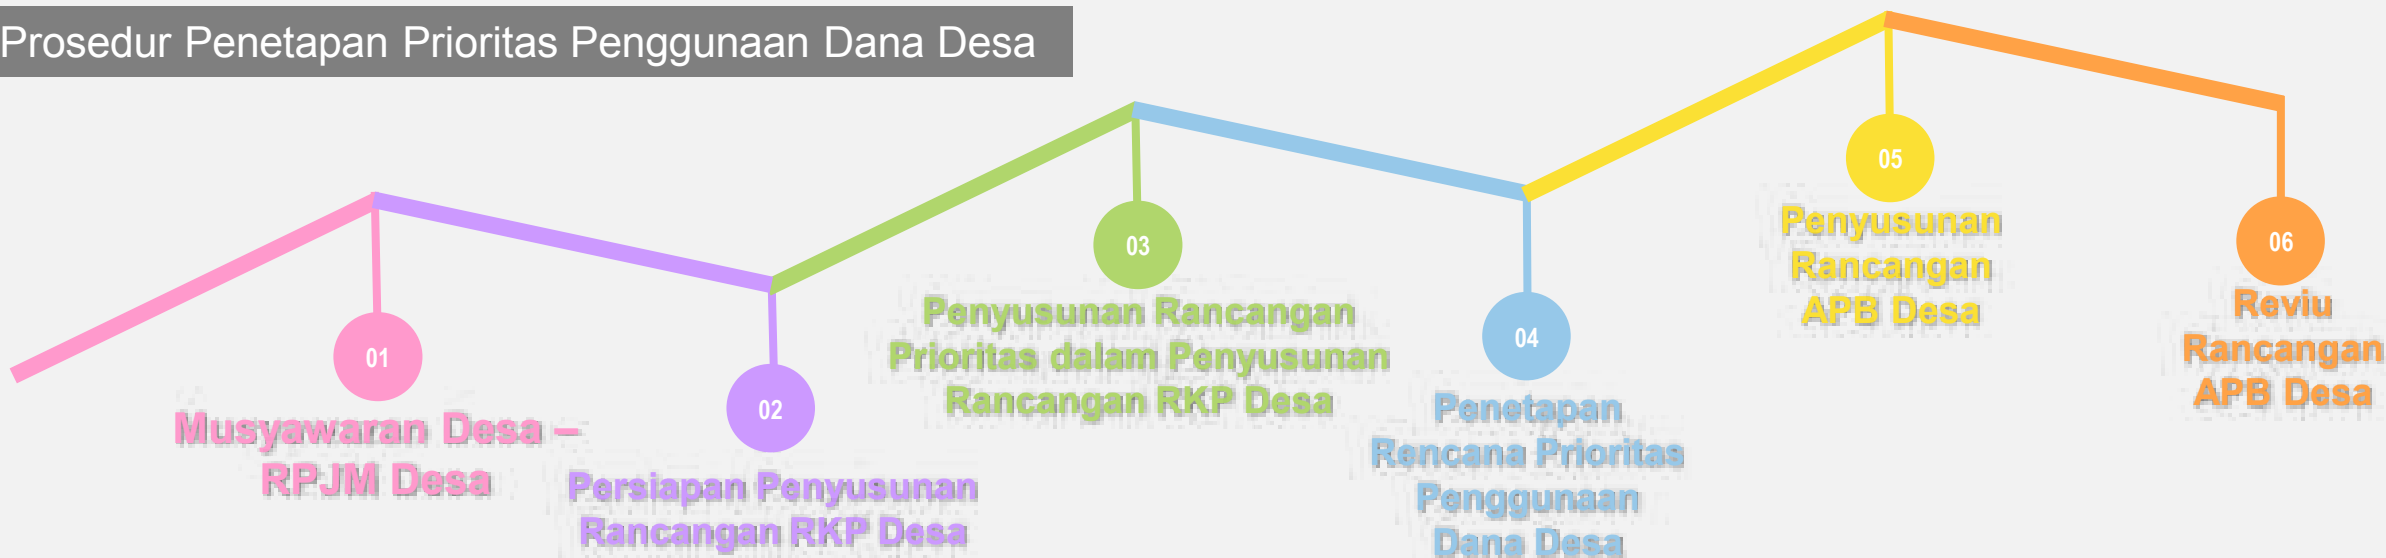 Prosedur Penetapan Prioritas Penggunaan Dana Desa
01
Musyawaran Desa –
RPJM Desa
02
Persiapan Penyusunan
Rancangan RKP Desa
03
Penyusunan Rancangan
Prioritas dalam Penyusunan
Rancangan RKP Desa
04
Penetapan
Rencana Prioritas
Penggunaan
Dana Desa
05
Penyusunan
Rancangan
APB Desa
06
Reviu
Rancangan
APB Desa